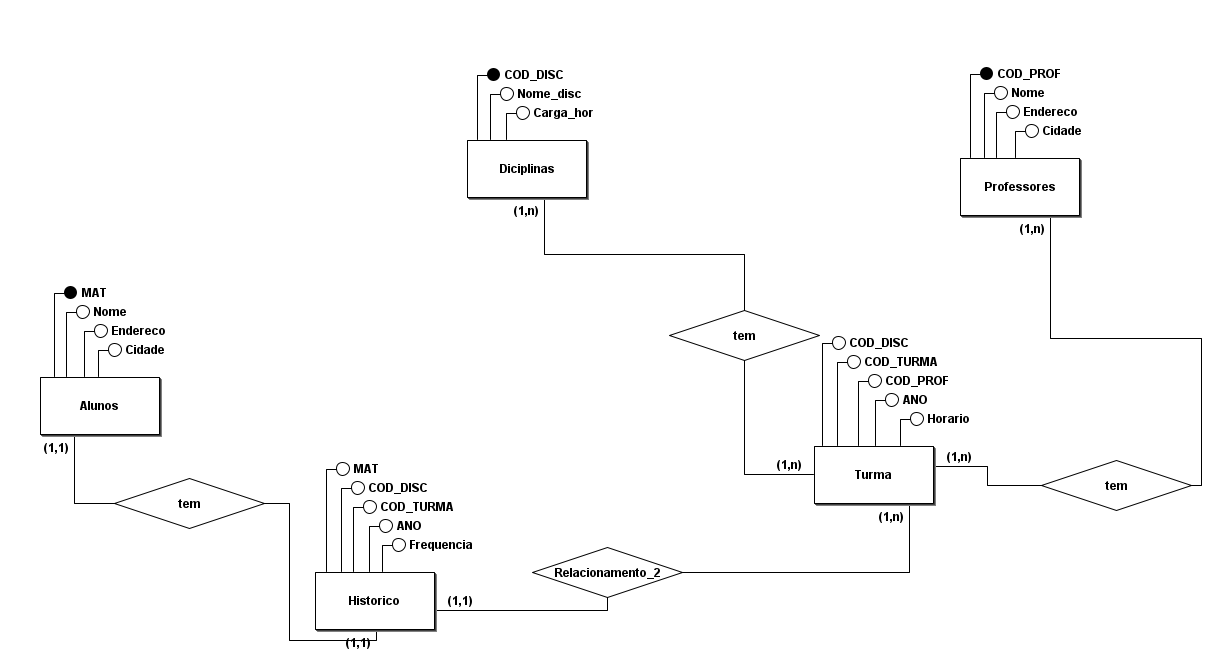 COD_DISC
Nome_disc
Carga_hor
Diciplinas
(1,n)
COD_PROF
Nome
Endereco
Cidade
Professores
(1,n)
MAT
Nome
Endereco
Cidade
Alunos
(1,1)
tem
tem
COD_DISC
COD_TURMA
COD_PROF
ANO
Horario
(1,n)
Turma
(1,n)
(1,n)
tem
MAT
COD_DISC
COD_TURMA
ANO
Frequencia
Historico
(1,1)
(1,1)
Relacionamento_2